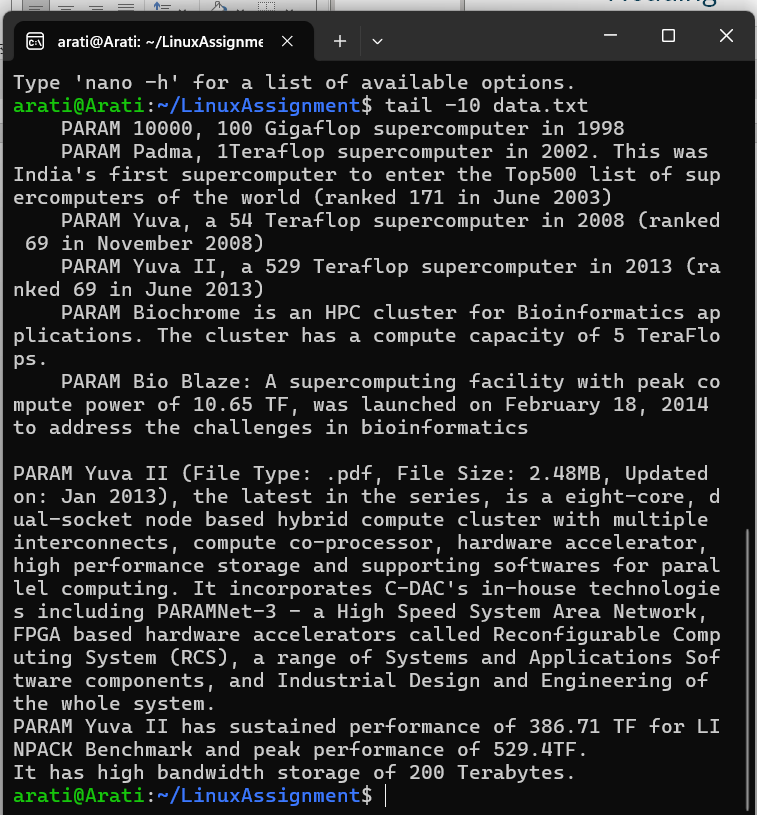 arati@Arati: ~/LinuxAssignme
Type 'nano -h' for a list of available options.
arati@Arati:~/LinuxAssignment$ tail -10 data.txt
    PARAM 10000, 100 Gigaflop supercomputer in 1998
    PARAM Padma, 1Teraflop supercomputer in 2002. This was
India's first supercomputer to enter the Top500 list of sup
ercomputers of the world (ranked 171 in June 2003)
    PARAM Yuva, a 54 Teraflop supercomputer in 2008 (ranked
 69 in November 2008)
    PARAM Yuva II, a 529 Teraflop supercomputer in 2013 (ra
nked 69 in June 2013)
    PARAM Biochrome is an HPC cluster for Bioinformatics ap
plications. The cluster has a compute capacity of 5 TeraFlo
ps.
    PARAM Bio Blaze: A supercomputing facility with peak co
mpute power of 10.65 TF, was launched on February 18, 2014
to address the challenges in bioinformatics

PARAM Yuva II (File Type: .pdf, File Size: 2.48MB, Updated
on: Jan 2013), the latest in the series, is a eight-core, d
ual-socket node based hybrid compute cluster with multiple
interconnects, compute co-processor, hardware accelerator,
high performance storage and supporting softwares for paral
lel computing. It incorporates C-DAC's in-house technologie
s including PARAMNet-3 - a High Speed System Area Network,
FPGA based hardware accelerators called Reconfigurable Comp
uting System (RCS), a range of Systems and Applications Sof
tware components, and Industrial Design and Engineering of
the whole system.
PARAM Yuva II has sustained performance of 386.71 TF for LI
NPACK Benchmark and peak performance of 529.4TF.
It has high bandwidth storage of 200 Terabytes.
arati@Arati:~/LinuxAssignment$